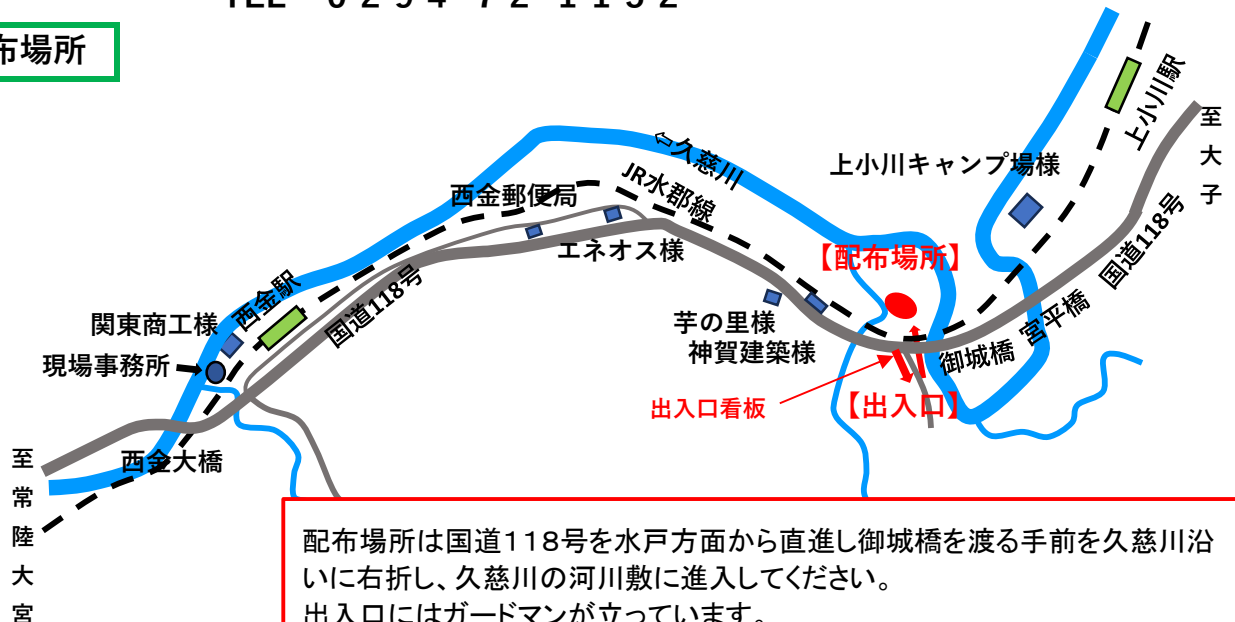 布場所
上小川駅
至大子
←久慈川
上小川キャンプ場様
JR水郡線
西金郵便局
国道118号
エネオス様
【配布場所】
西金駅
国道118号
関東商工様
芋の里様
宮平橋
神賀建築様
御城橋
現場事務所
出入口看板
【出入口】
西金大橋
至常陸大宮
配布場所は国道118号を水戸方面から直進し御城橋を渡る手前を久慈川沿
いに右折し、久慈川の河川敷に進入してください。
出入口にはガードマンが立っています。